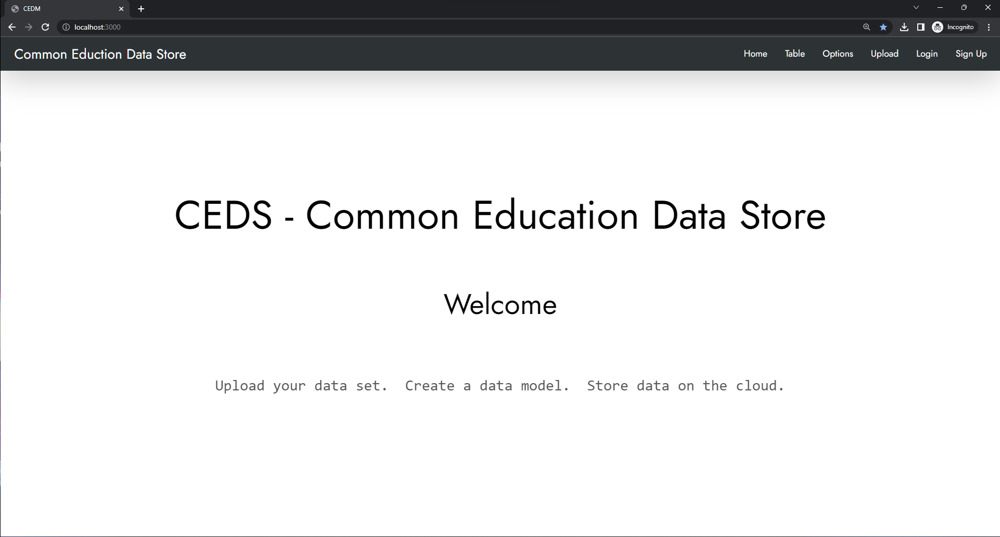 CEDM
localhost:3000
Incognito
Common Eduction Data Store
Home Table Options Upload Login Sign Up
CEDS - Common Education Data Store
Welcome
Upload your data set. Create a data model. Store data on the cloud.